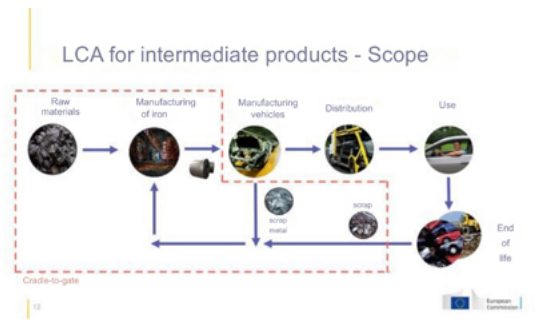 LCA for intermediate products - Scope
Raw
materials
Manufacturing
of iron
Manufacturing
vehicles
Distribution
Use
scrap
metal
scrap
End
of
life
Cradle-to-gate
12
European
Commission